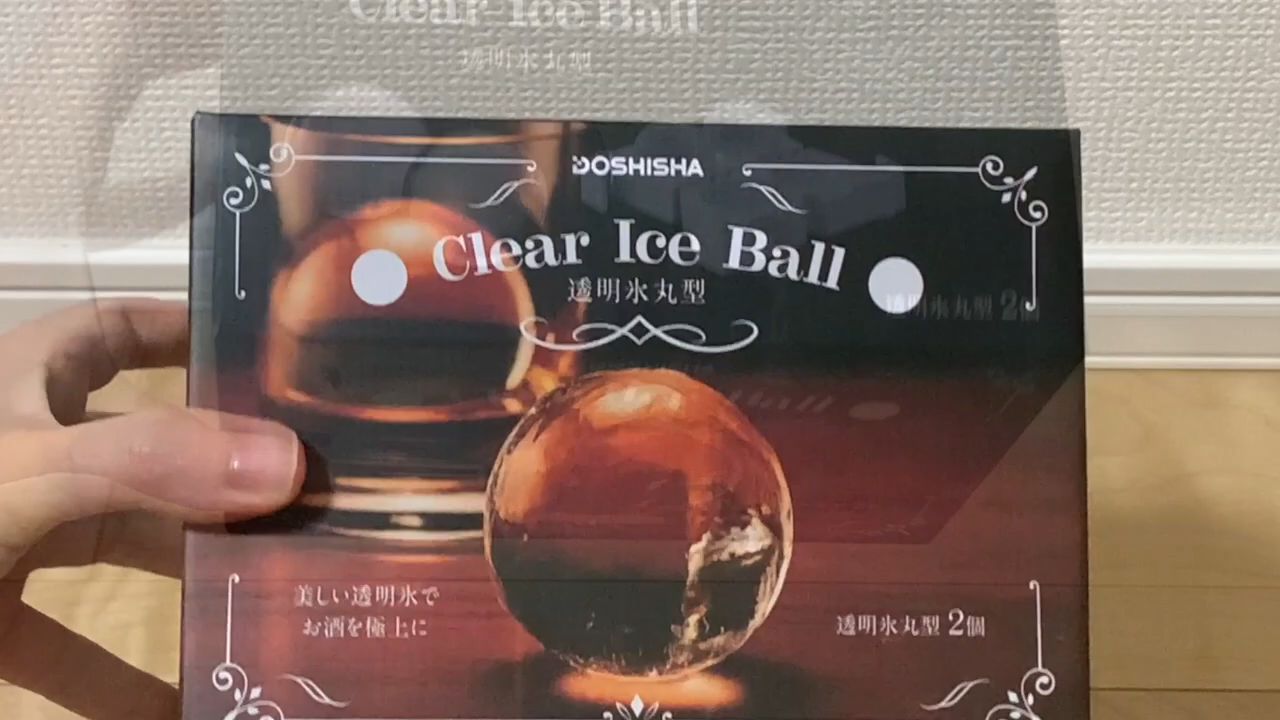 Clear Ice Ball
透明氷丸型
DOSHISHA
Clear Ice Ball
透明氷丸型
透明氷丸型 2個
Ball
美しい透明氷で
お酒を極上に
透明氷丸型 2個